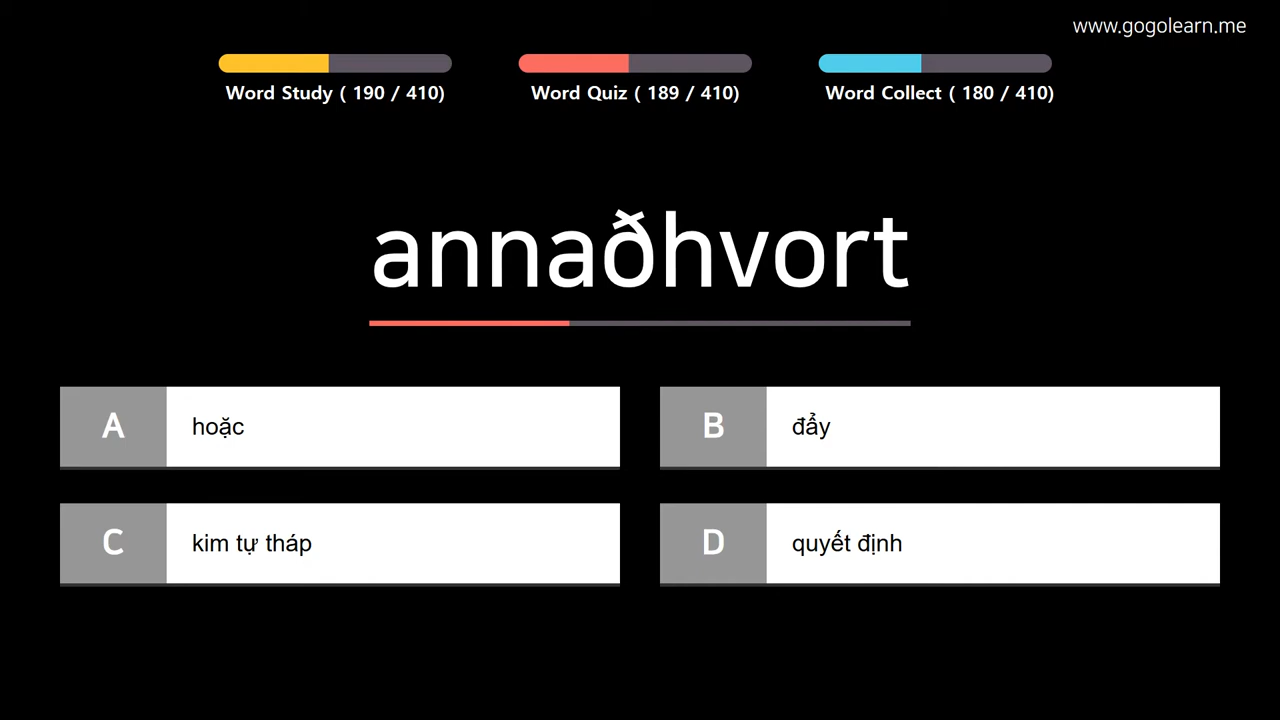 www.gogolearn.me
Word Study ( 190 / 410)
Word Quiz ( 189 / 410)
Word Collect ( 180 / 410)
annaðhvort
A hoặc
B đẩy
C kim tự tháp
D quyết định